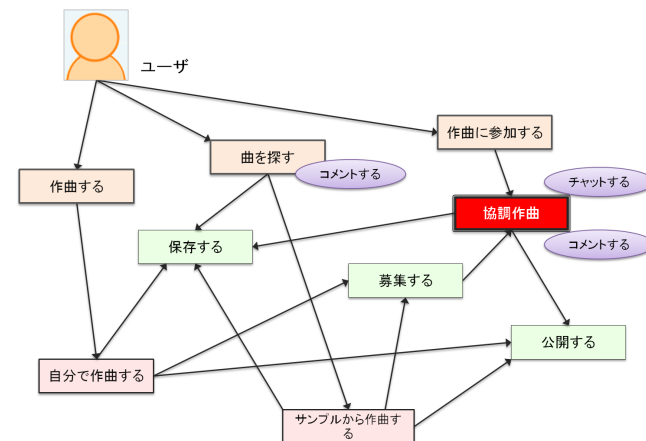 ユーザ
作曲に参加する
曲を探す
コメントする
作曲する
チャットする
協調作曲
保存する
コメントする
募集する
公開する
自分で作曲する
サンプルから作曲す
る